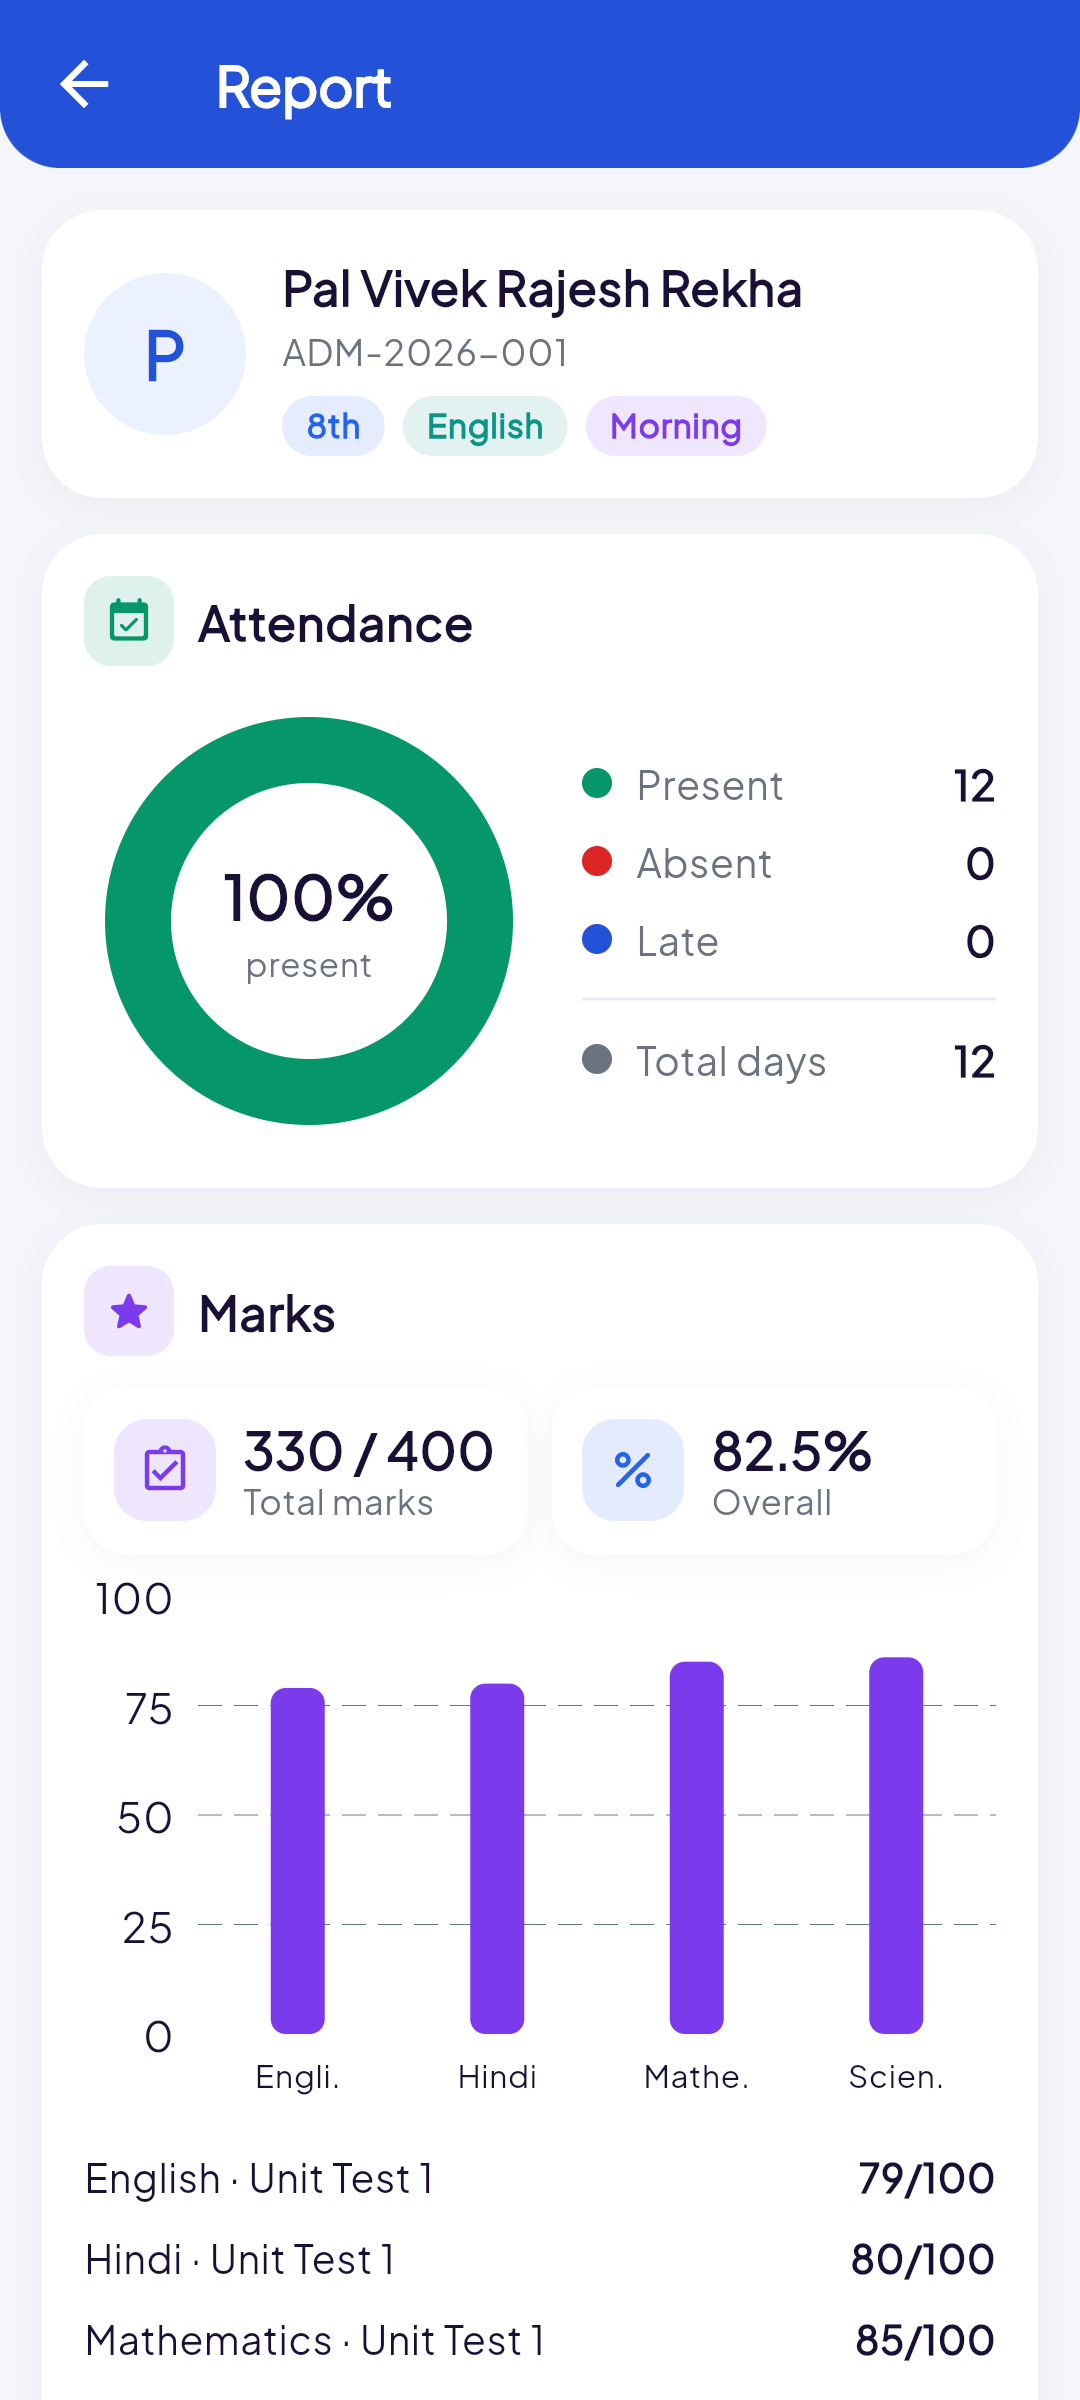 Report
Pal Vivek Rajesh Rekha
P
ADM-2026-001
8th English Morning
Attendance
100%
present
Present 12
Absent 0
Late 0
Total days 12
Marks
330 / 400
Total marks
82.5%
Overall
100
75
50
25
0
Engli. Hindi Mathe. Scien.
English · Unit Test 1 79/100
Hindi · Unit Test 1 80/100
Mathematics · Unit Test 1 85/100